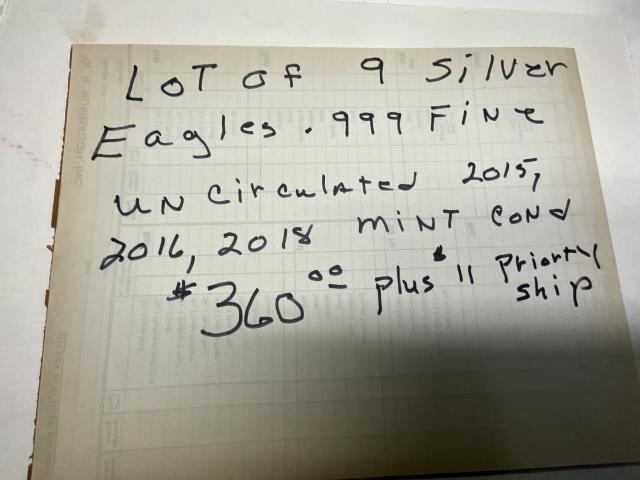 LOT OF 9 SilVer
Eagles .999 FiNe
UNcirculated 2015,
2016, 2018 MINT CONd
$360.00 plus $11 Priority
ship